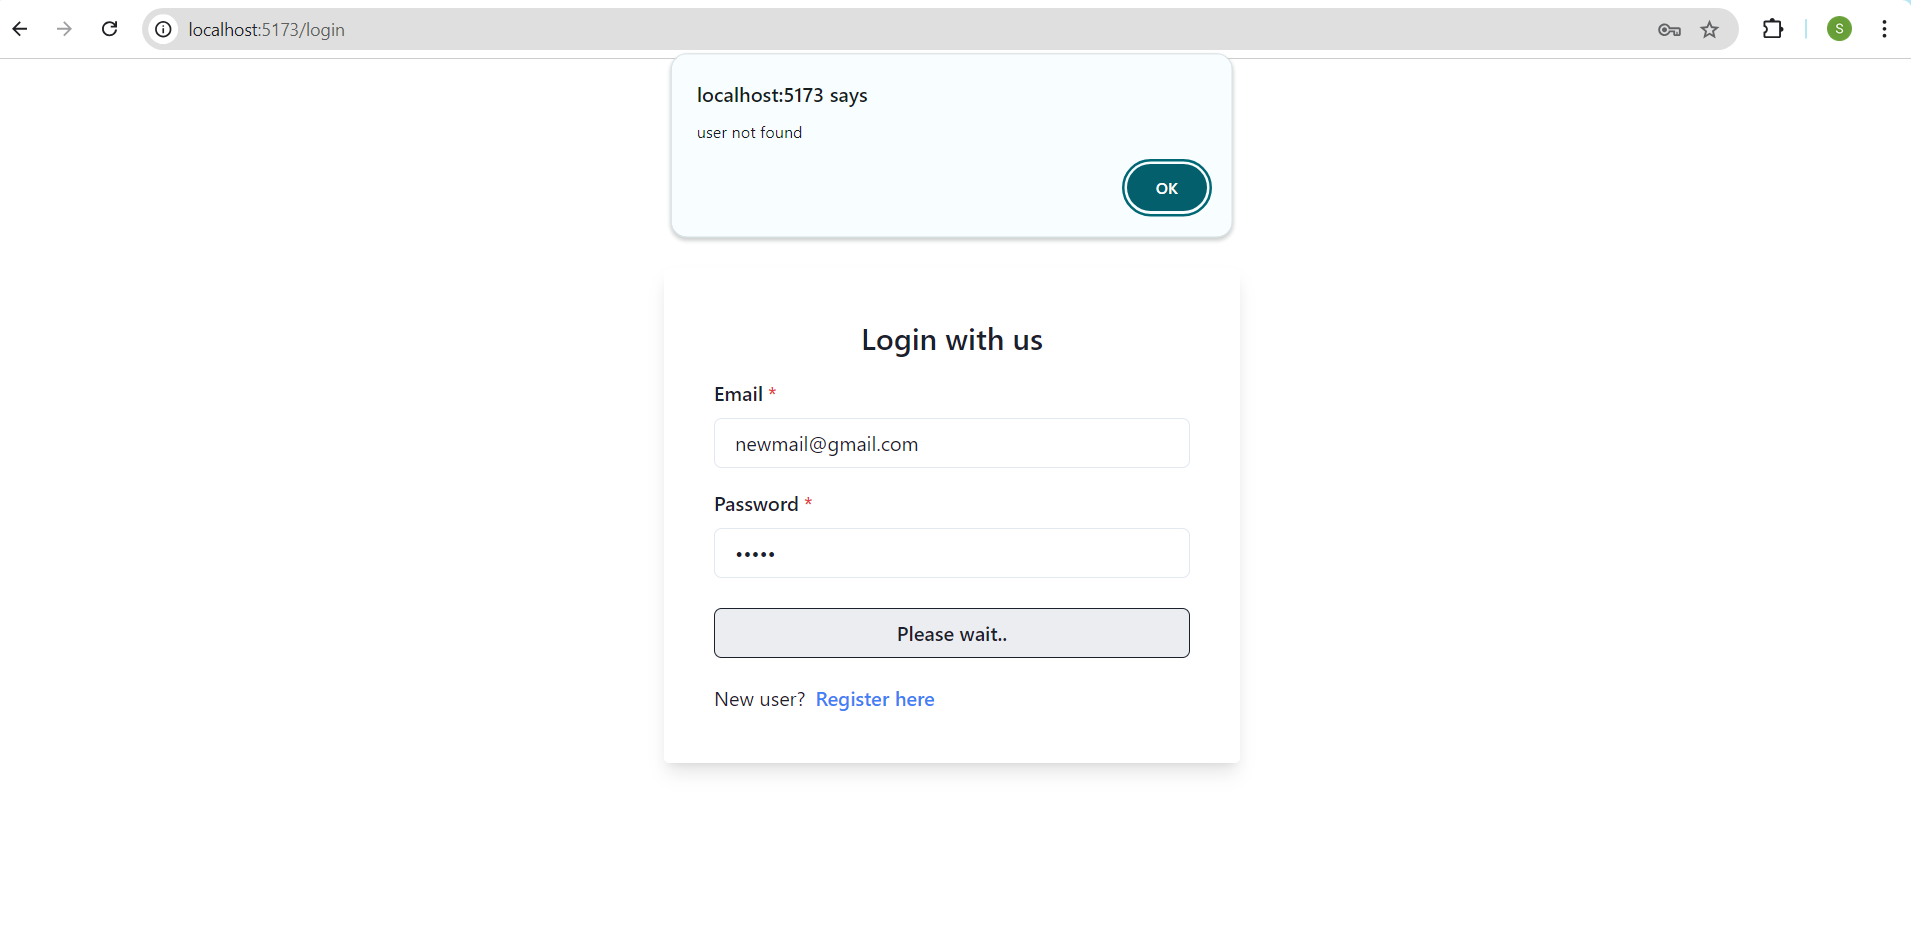 localhost:5173/login
S
localhost:5173 says
user not found
OK
Login with us
Email *
newmail@gmail.com
Password *
•••••
Please wait..
New user? Register here